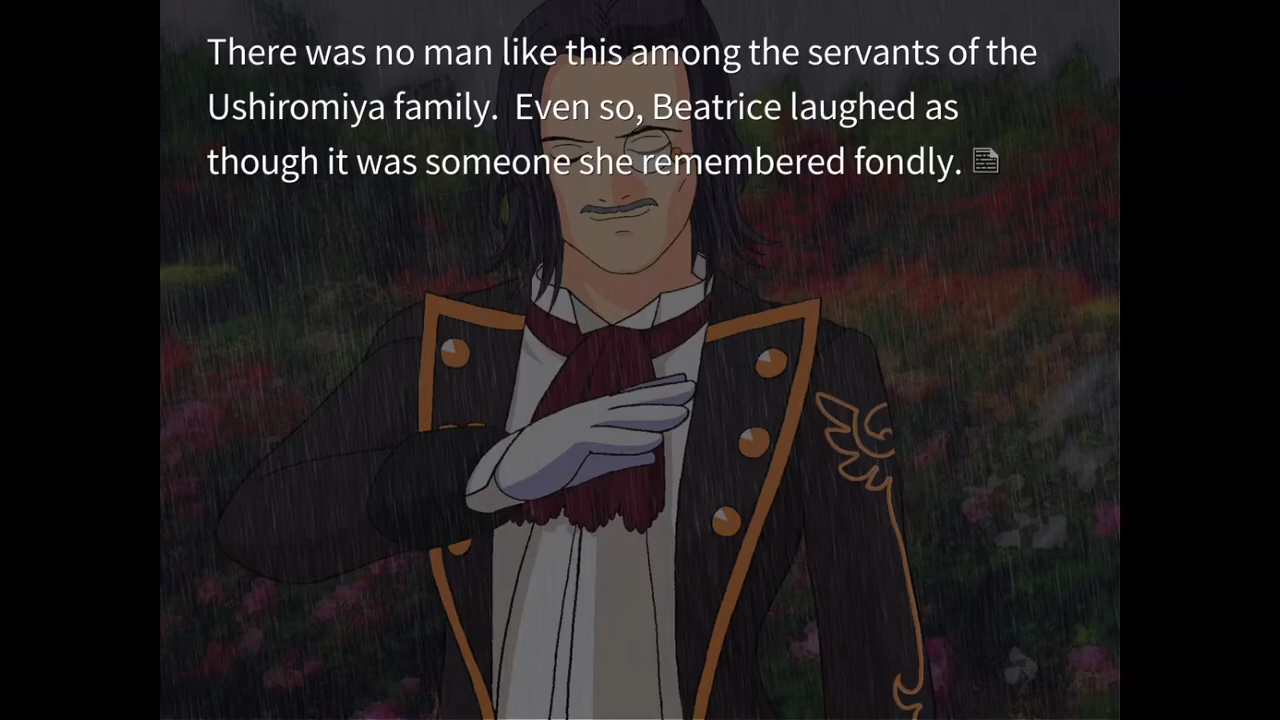 There was no man like this among the servants of the
Ushiromiya family.  Even so, Beatrice laughed as
though it was someone she remembered fondly.